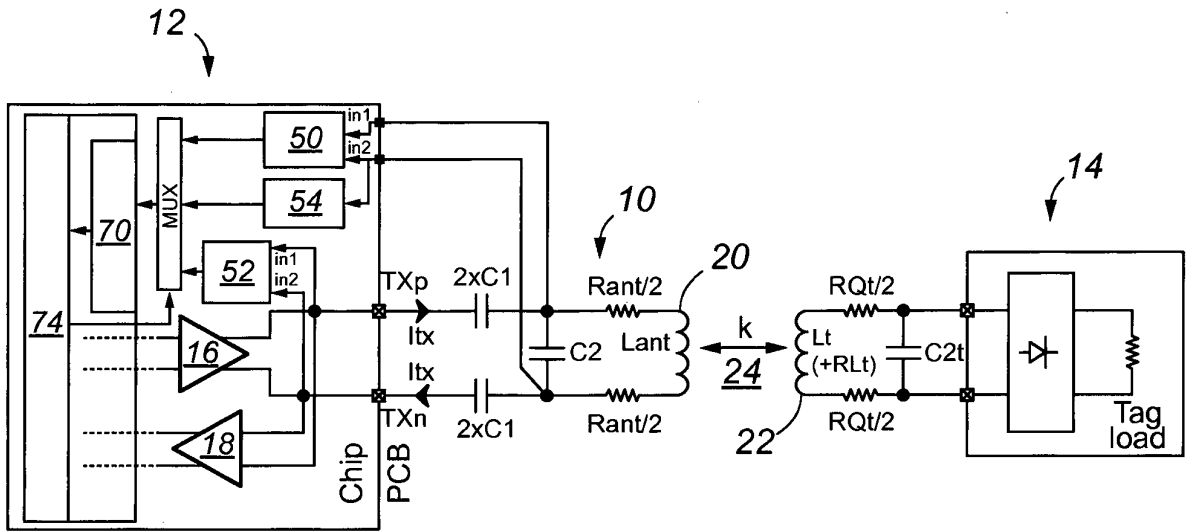 12
in1
50
in2
14
54
MUX
10
70
52
in1
in2
20
TXp
2xC1
Rant/2
RQt/2
74
Itx
k
16
C2
Lant
Lt
C2t
(+RLt)
24
Itx
TXn
2xC1
Rant/2
22
RQt/2
Tag
load
18
Chip
PCB